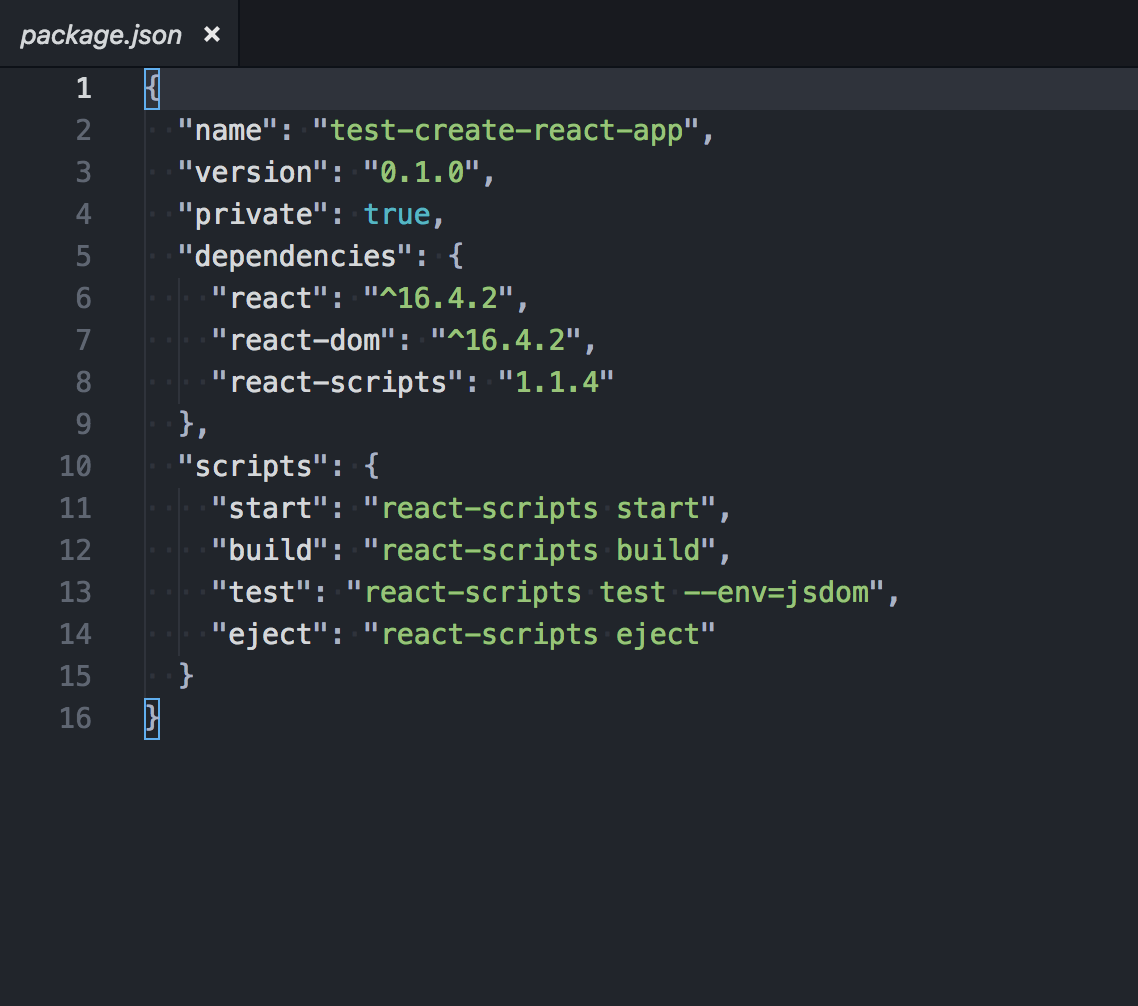 package.json ×
1 {
2 "name": "test-create-react-app",
3 "version": "0.1.0",
4 "private": true,
5 "dependencies": {
6 "react": "^16.4.2",
7 "react-dom": "^16.4.2",
8 "react-scripts": "1.1.4"
9 },
10 "scripts": {
11 "start": "react-scripts start",
12 "build": "react-scripts build",
13 "test": "react-scripts test --env=jsdom",
14 "eject": "react-scripts eject"
15 }
16 }